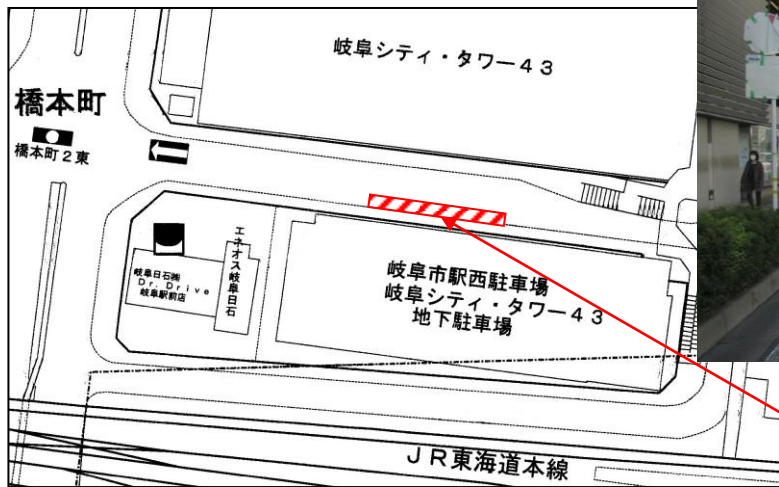 岐阜シティ・タワー43
橋本町
橋本町2東
エネオス岐阜日石
岐阜日石㈱
Dr. Drive
岐阜駅前店
岐阜市駅西駐車場
岐阜シティ・タワー43
地下駐車場
JR東海道本線